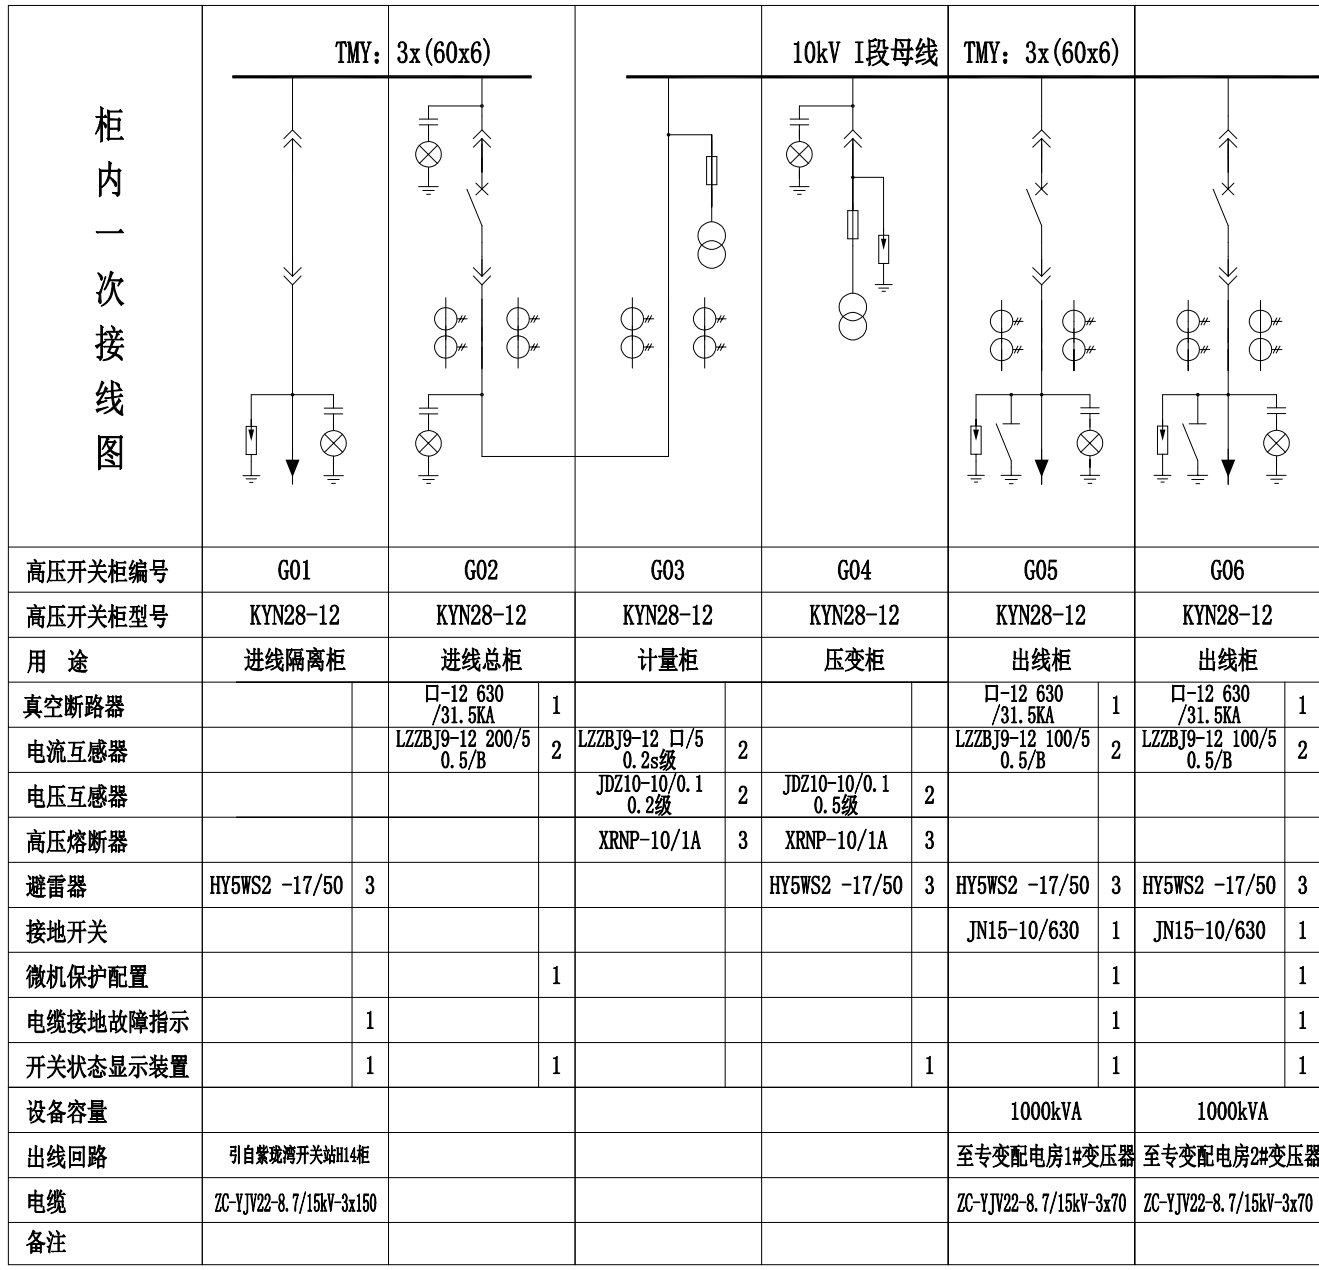 TMY: 3x(60x6)
10kV I段母线
TMY: 3x(60x6)
柜内一次接线图
高压开关柜编号 G01 G02 G03 G04 G05 G06
高压开关柜型号 KYN28-12 KYN28-12 KYN28-12 KYN28-12 KYN28-12 KYN28-12
用 途 进线隔离柜 进线总柜 计量柜 压变柜 出线柜 出线柜
真空断路器 口-12 630 /31.5KA 1 口-12 630 /31.5KA 1 口-12 630 /31.5KA 1
电流互感器 LZZBJ9-12 200/5 0.5/B 2 LZZBJ9-12 口/5 0.2s级 2 LZZBJ9-12 100/5 0.5/B 2 LZZBJ9-12 100/5 0.5/B 2
电压互感器 JDZ10-10/0.1 0.2级 2 JDZ10-10/0.1 0.5级 2
高压熔断器 XRNP-10/1A 3 XRNP-10/1A 3
避雷器 HY5WS2 -17/50 3 HY5WS2 -17/50 3 HY5WS2 -17/50 3 HY5WS2 -17/50 3
接地开关 JN15-10/630 1 JN15-10/630 1
微机保护配置 1 1 1
电缆接地故障指示 1 1 1
开关状态显示装置 1 1 1 1 1
设备容量 1000kVA 1000kVA
出线回路 引自紫珑湾开关站H14柜 至专变配电房1#变压器 至专变配电房2#变压器
电缆 ZC-YJV22-8.7/15kV-3x150 ZC-YJV22-8.7/15kV-3x70 ZC-YJV22-8.7/15kV-3x70
备注